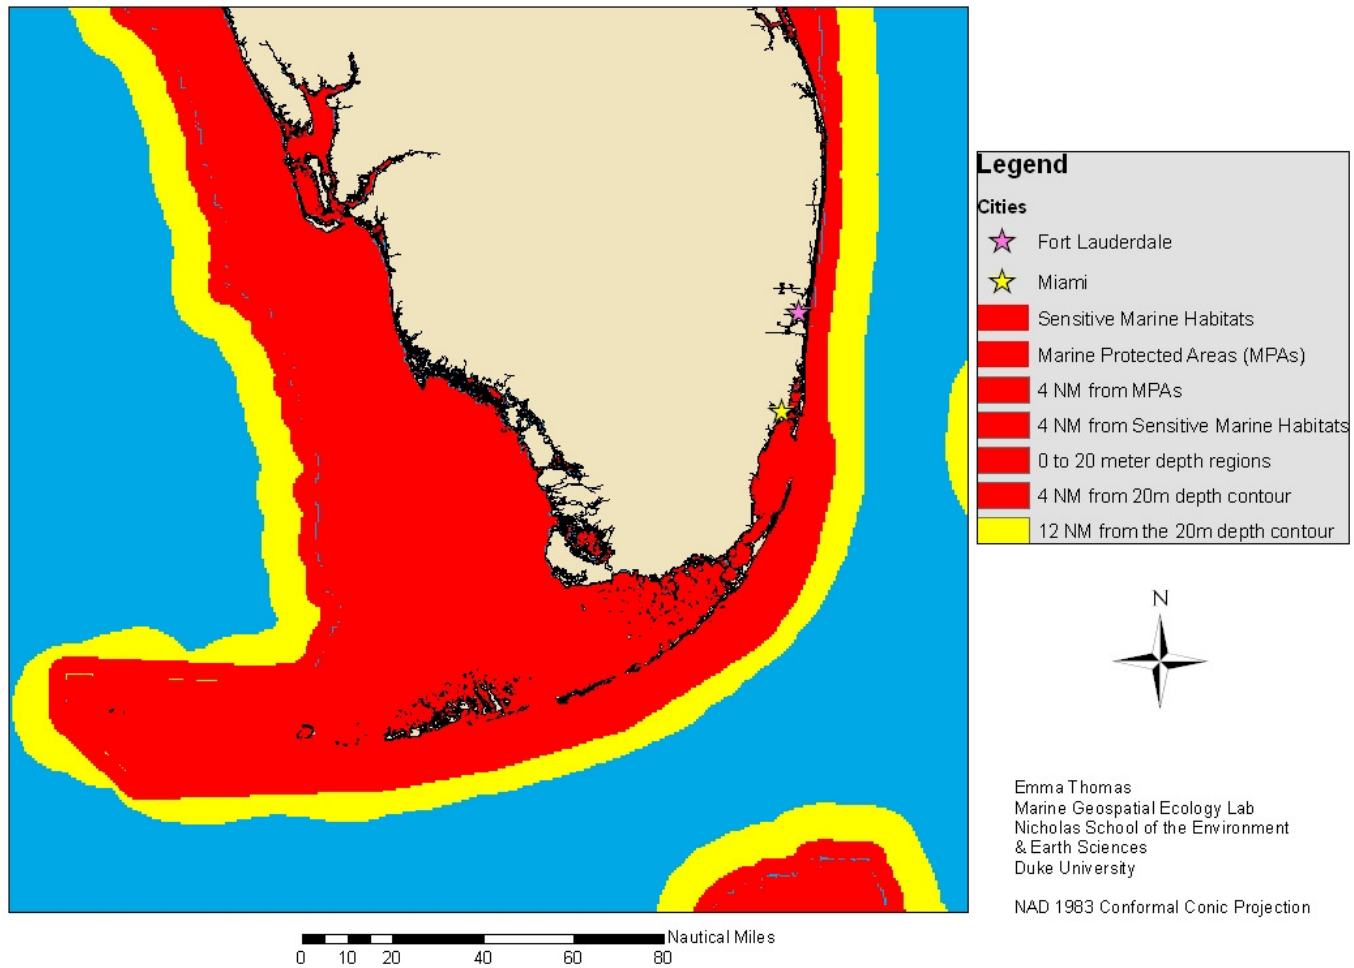 Legend
Cities
Fort Lauderdale
Miami
Sensitive Marine Habitats
Marine Protected Areas (MPAs)
4 NM from MPAs
4 NM from Sensitive Marine Habitats
0 to 20 meter depth regions
4 NM from 20m depth contour
12 NM from the 20m depth contour
N
Emma Thomas
Marine Geospatial Ecology Lab
Nicholas School of the Environment
& Earth Sciences
Duke University
NAD 1983 Conformal Conic Projection
Nautical Miles
0 10 20 40 60 80